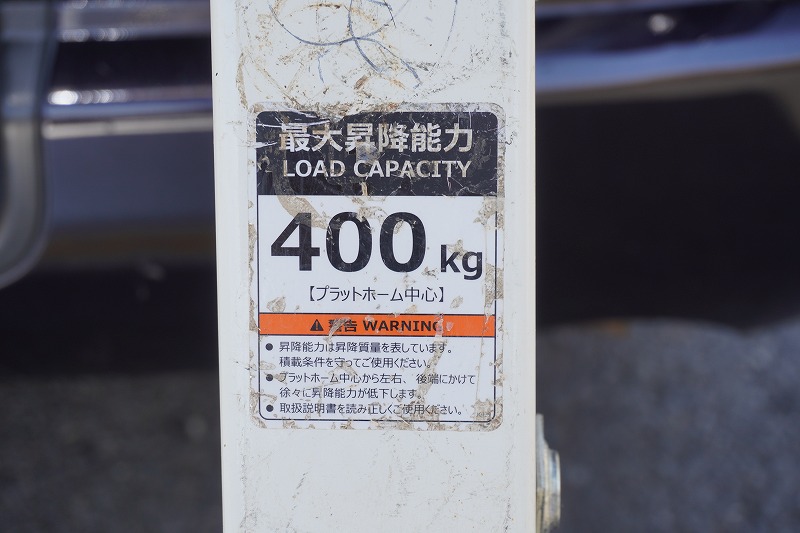 最大昇降能力
LOAD CAPACITY
400kg
【プラットホーム中心】
⚠ 警告 WARNING
● 昇降能力は昇降質量を表しています。
積載条件を守ってご使用ください。
● プラットホーム中心から左右、後端にかけて
徐々に昇降能力が低下します。
● 取扱説明書を読み正しくご使用ください。